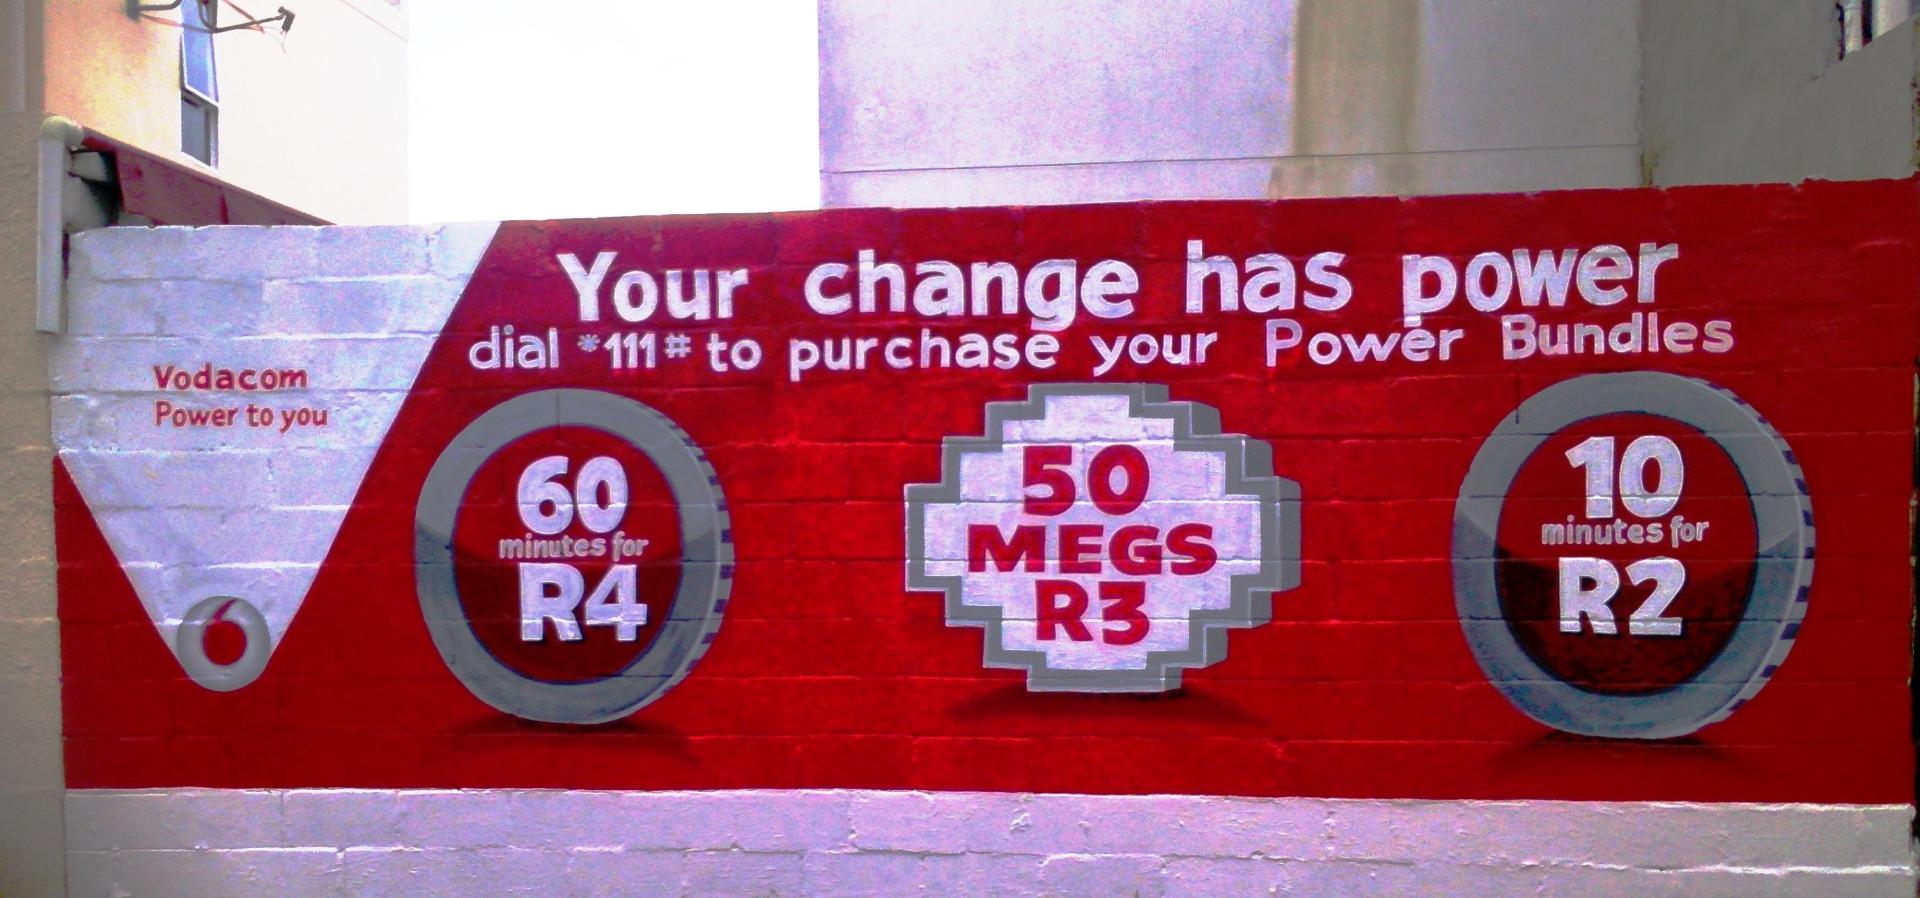 Your change has power
dial *111# to purchase your Power Bundles
Vodacom
Power to you
60
minutes for
R4
50
MEGS
R3
10
minutes for
R2